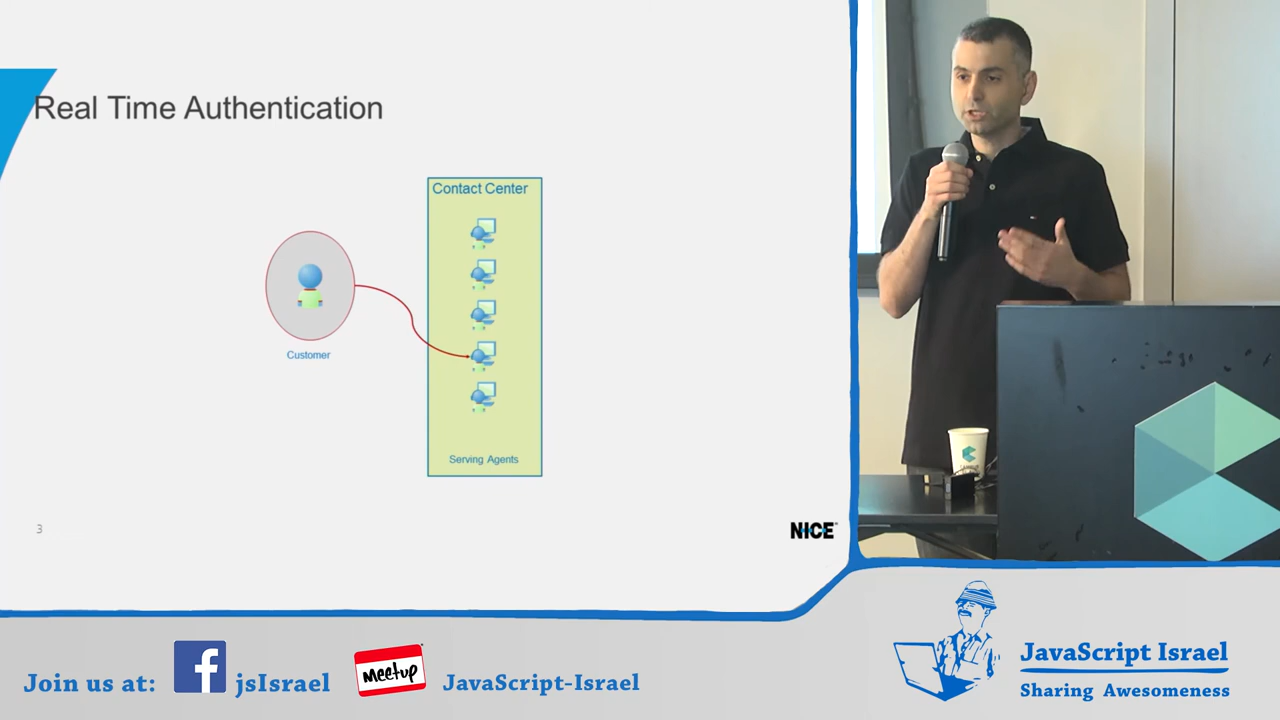 Real Time Authentication
Contact Center
Customer
Serving Agents
3
NICE
Join us at:
jsIsrael
meetup
JavaScript-Israel
JavaScript Israel
Sharing Awesomeness